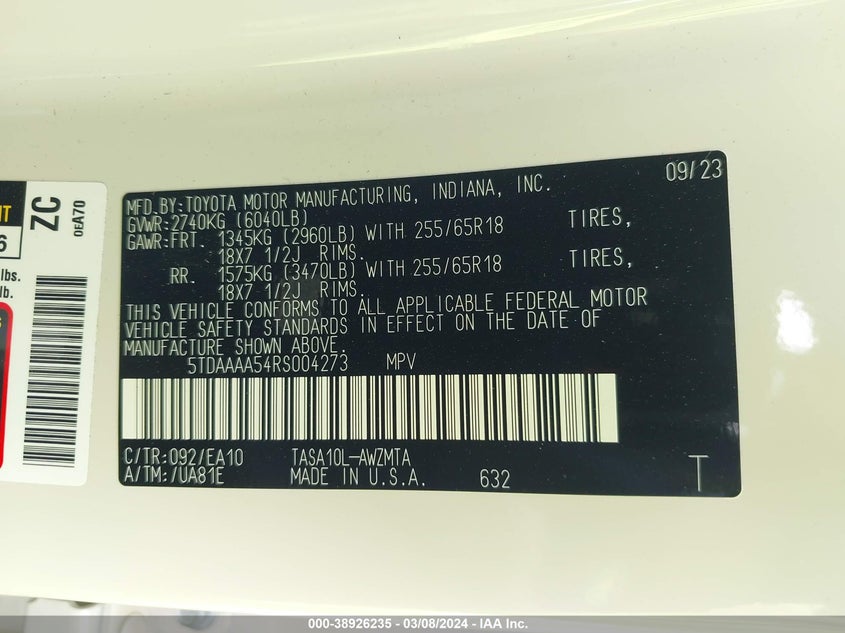 NT
6
lbs.
lb.
ZC
0EA70
09/23
MFD.BY:TOYOTA MOTOR MANUFACTURING, INDIANA, INC.
GVWR:2740KG (6040LB)
GAWR:FRT. 1345KG (2960LB) WITH 255/65R18 TIRES,
18X7 1/2J RIMS.
RR. 1575KG (3470LB) WITH 255/65R18 TIRES,
18X7 1/2J RIMS.
THIS VEHICLE CONFORMS TO ALL APPLICABLE FEDERAL MOTOR
VEHICLE SAFETY STANDARDS IN EFFECT ON THE DATE OF
MANUFACTURE SHOWN ABOVE.
5TDAAAA54RS004273 MPV
C/TR:092/EA10 TASA10L-AWZMTA
A/TM:/UA81E MADE IN U.S.A. 632 T
000-38926235 - 03/08/2024 - IAA Inc.